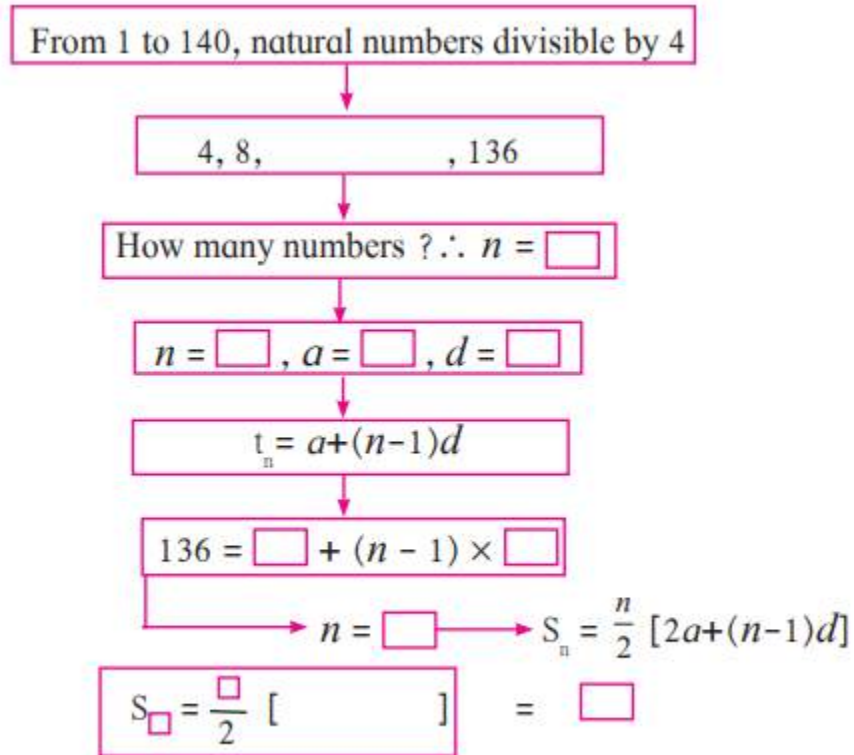 From 1 to 140, natural numbers divisible by 4
4, 8, , 136
How many numbers ? ∴ n = □
n = □ , a = □ , d = □
tₙ = a+(n−1)d
136 = □ + (n − 1) × □
n = □ → Sₙ = n/2 [2a+(n−1)d]
S□ = □/2 [ ] = □